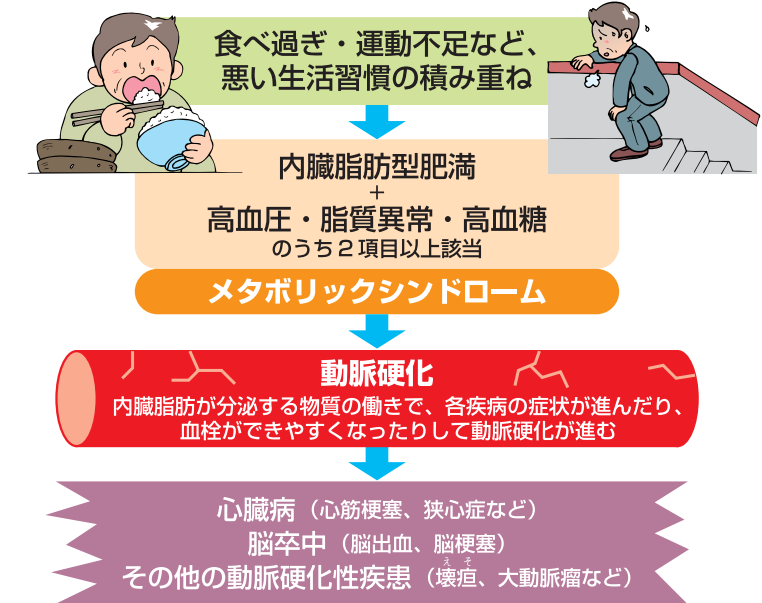 食べ過ぎ・運動不足など、
悪い生活習慣の積み重ね
内臓脂肪型肥満
+
高血圧・脂質異常・高血糖
のうち2項目以上該当
メタボリックシンドローム
動脈硬化
内臓脂肪が分泌する物質の働きで、各疾病の症状が進んだり、
血栓ができやすくなったりして動脈硬化が進む
心臓病（心筋梗塞、狭心症など）
脳卒中（脳出血、脳梗塞）
えそ
その他の動脈硬化性疾患（壊疽、大動脈瘤など）